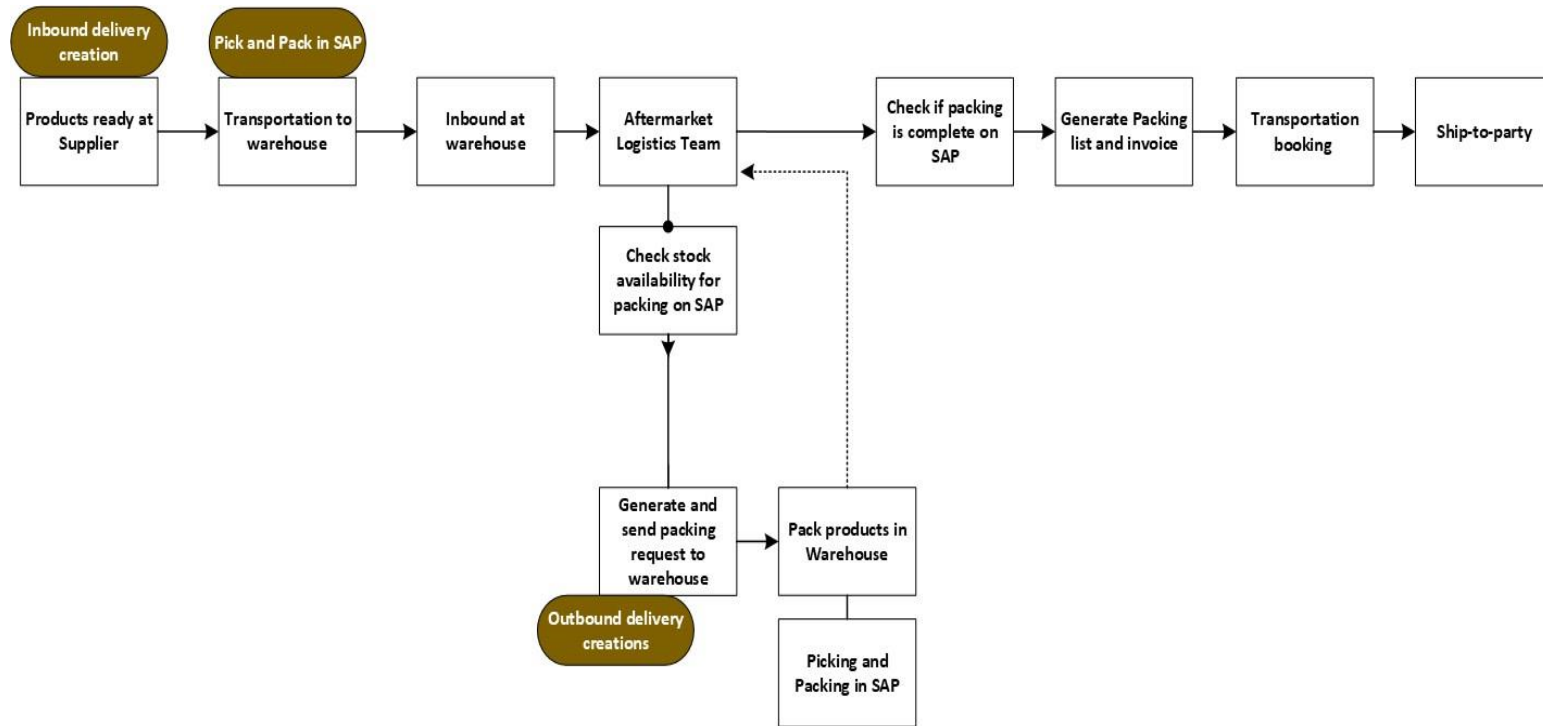 Inbound delivery
creation
Pick and Pack in SAP
Products ready at
Supplier
Transportation to
warehouse
Inbound at
warehouse
Aftermarket
Logistics Team
Check if packing
is complete on
SAP
Generate Packing
list and invoice
Transportation
booking
Ship-to-party
Check stock
availability for
packing on SAP
Generate and
send packing
request to
warehouse
Pack products in
Warehouse
Outbound delivery
creations
Picking and
Packing in SAP